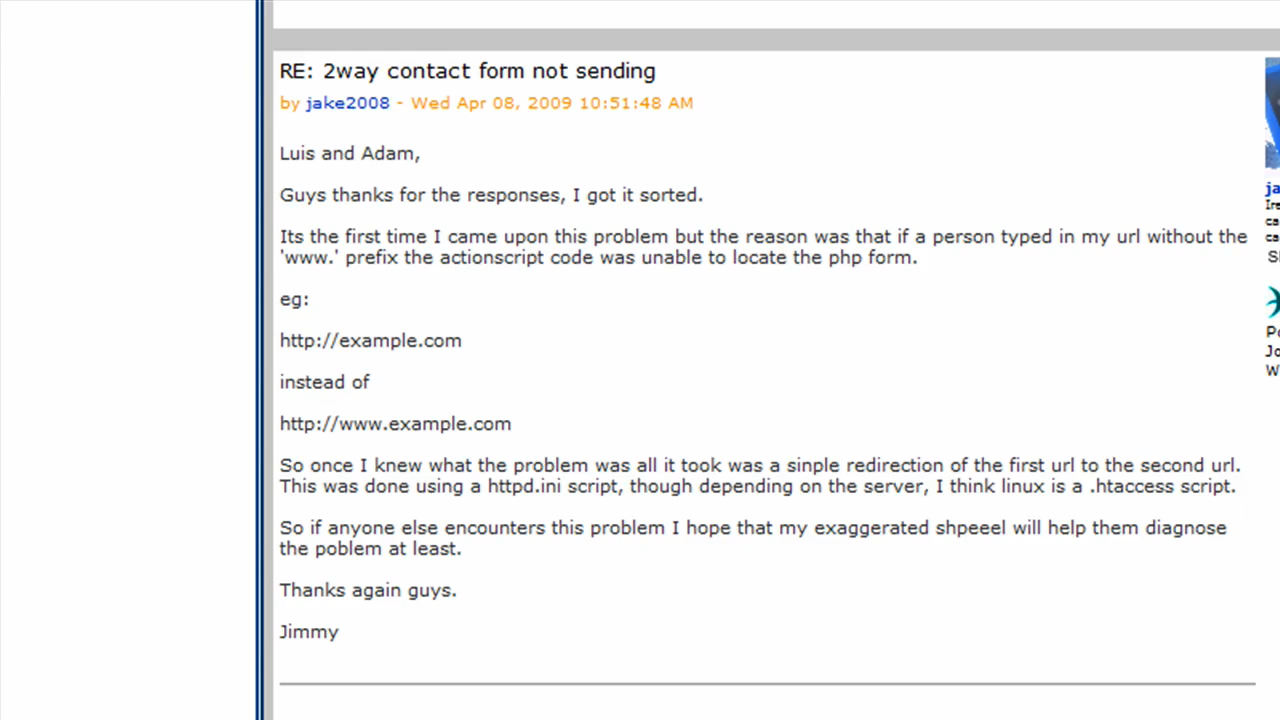 RE: 2way contact form not sending
by jake2008 - Wed Apr 08, 2009 10:51:48 AM
Luis and Adam,
Guys thanks for the responses, I got it sorted.
Its the first time I came upon this problem but the reason was that if a person typed in my url without the
'www.' prefix the actionscript code was unable to locate the php form.
eg:
http://example.com
instead of
http://www.example.com
So once I knew what the problem was all it took was a sinple redirection of the first url to the second url.
This was done using a httpd.ini script, though depending on the server, I think linux is a .htaccess script.
So if anyone else encounters this problem I hope that my exaggerated shpeeel will help them diagnose
the poblem at least.
Thanks again guys.
Jimmy